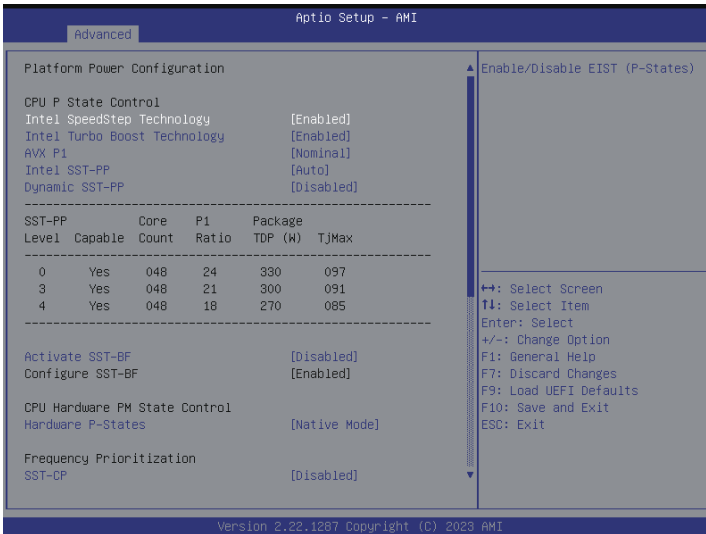 Aptio Setup – AMI
Advanced
Platform Power Configuration
Enable/Disable EIST (P-States)
CPU P State Control
Intel SpeedStep Technology [Enabled]
Intel Turbo Boost Technology [Enabled]
AVX P1 [Nominal]
Intel SST-PP [Auto]
Dynamic SST-PP [Disabled]
SST-PP Core P1 Package
Level Capable Count Ratio TDP (W) TjMax
0 Yes 048 24 330 097
3 Yes 048 21 300 091
4 Yes 048 18 270 085
Activate SST-BF [Disabled]
Configure SST-BF [Enabled]
CPU Hardware PM State Control
Hardware P-States [Native Mode]
Frequency Prioritization
SST-CP [Disabled]
↔: Select Screen
↑↓: Select Item
Enter: Select
+/-: Change Option
F1: General Help
F7: Discard Changes
F9: Load UEFI Defaults
F10: Save and Exit
ESC: Exit
Version 2.22.1287 Copyright (C) 2023 AMI